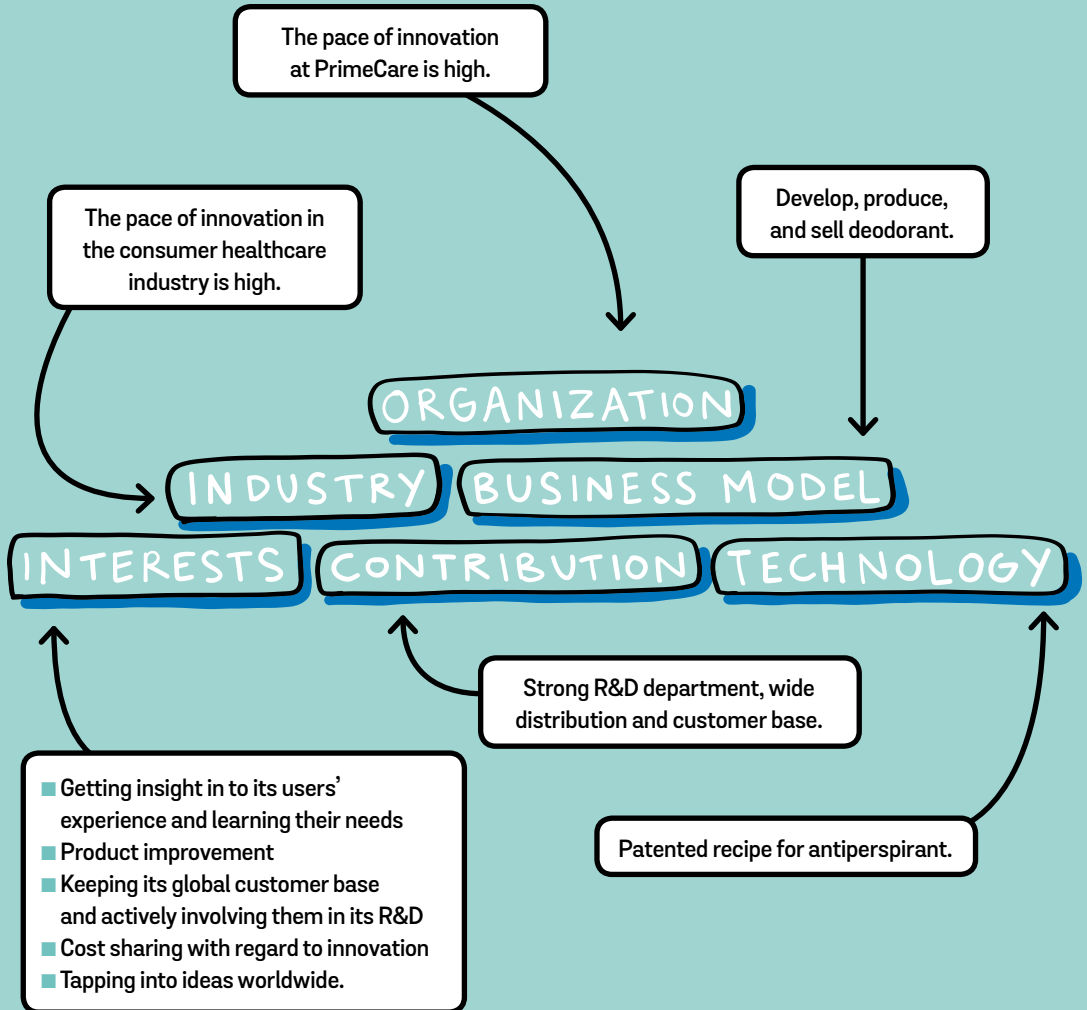 The pace of innovation
at PrimeCare is high.
Develop, produce,
and sell deodorant.
The pace of innovation in
the consumer healthcare
industry is high.
ORGANIZATION
INDUSTRY
BUSINESS MODEL
INTERESTS
CONTRIBUTION
TECHNOLOGY
Strong R&D department, wide
distribution and customer base.
■ Getting insight in to its users’
experience and learning their needs
■ Product improvement
■ Keeping its global customer base
and actively involving them in its R&D
■ Cost sharing with regard to innovation
■ Tapping into ideas worldwide.
Patented recipe for antiperspirant.